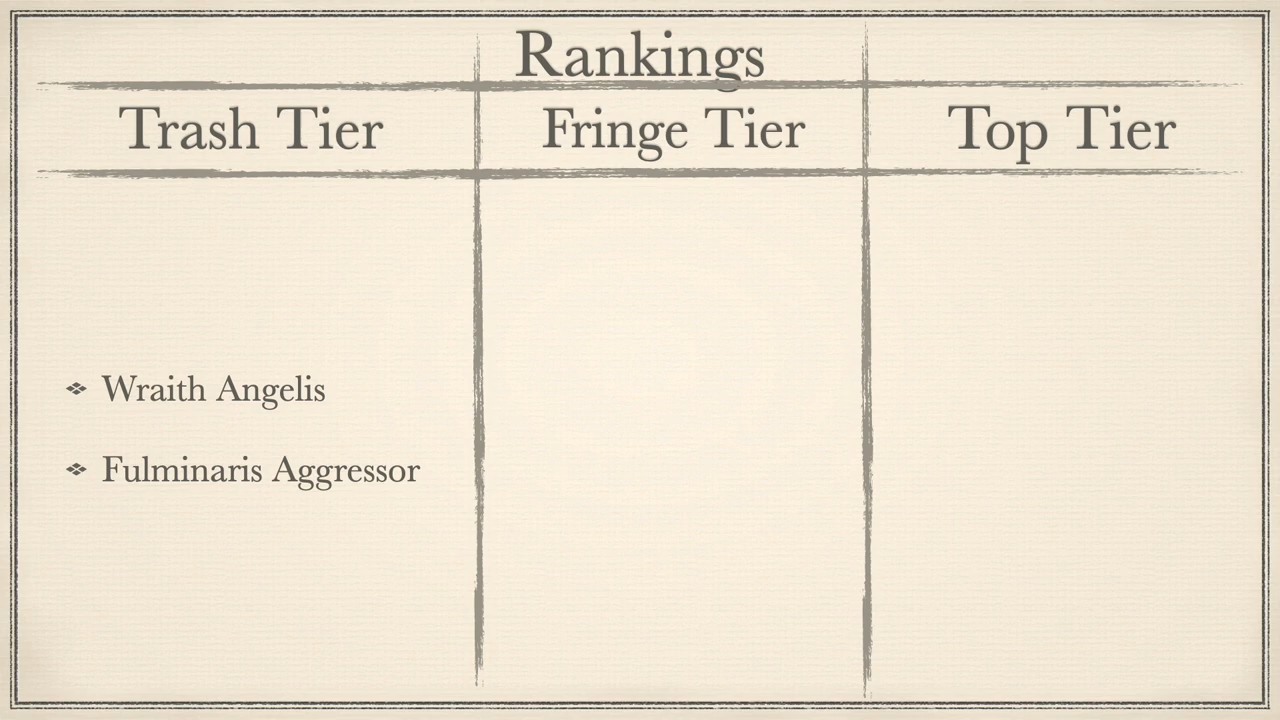 Rankings
Trash Tier
Fringe Tier
Top Tier
Wraith Angelis
Fulminaris Aggressor